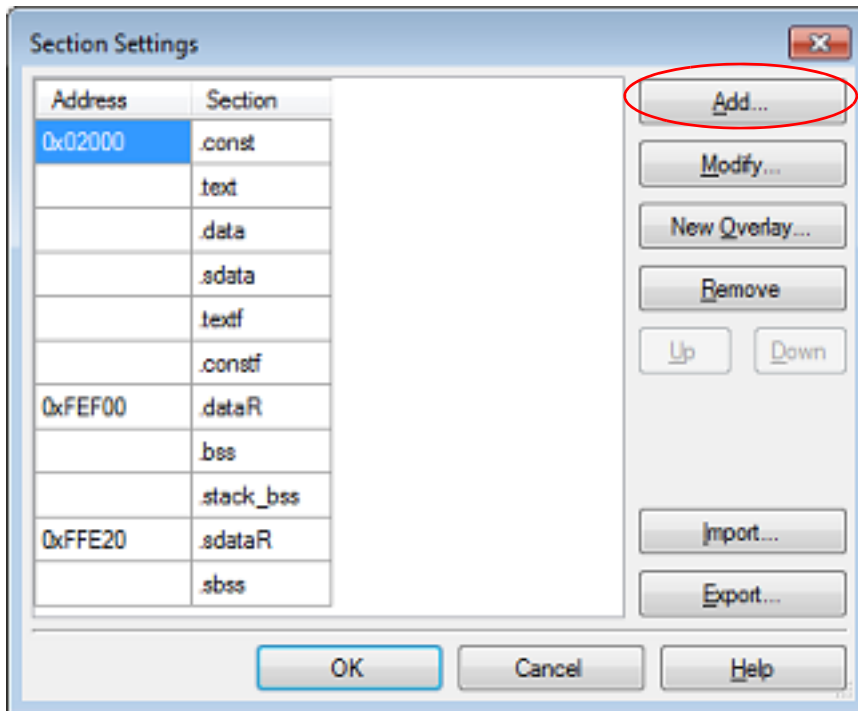 Section Settings
Address Section
0x02000 .const
.text
.data
.sdata
.textf
.constf
0xFEF00 .dataR
.bss
.stack_bss
0xFFE20 .sdataR
.sbss
Add...
Modify...
New Overlay...
Remove
Up Down
Import...
Export...
OK Cancel Help